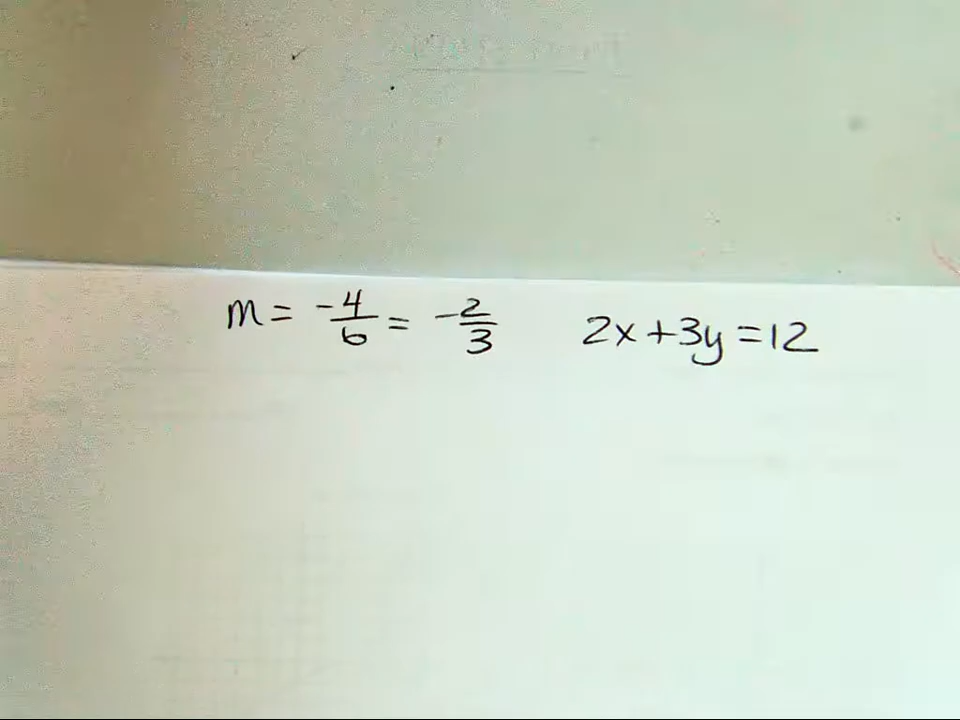 m = -4/6 = -2/3    2x + 3y = 12